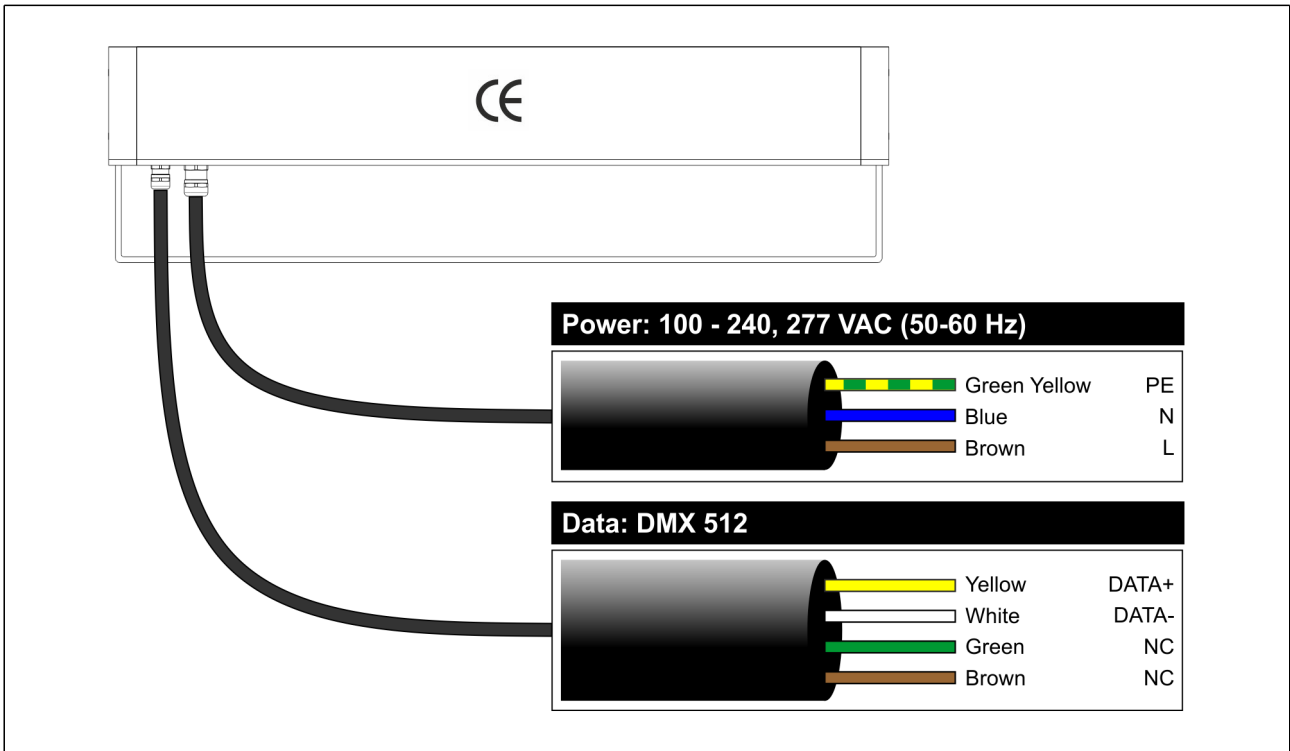 CE
Power: 100 - 240, 277 VAC (50-60 Hz)
Green Yellow PE
Blue N
Brown L
Data: DMX 512
Yellow DATA+
White DATA-
Green NC
Brown NC